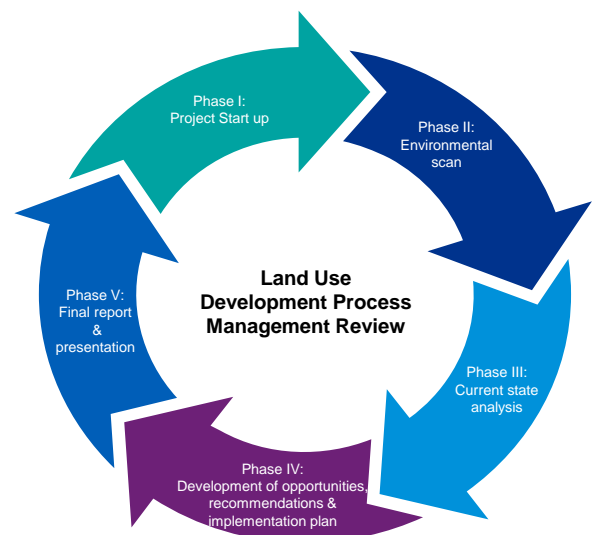 Phase I:
Project Start up
Phase II:
Environmental
scan
Phase III:
Current state
analysis
Phase IV:
Development of opportunities,
recommendations &
implementation plan
Phase V:
Final report
&
presentation
Land Use
Development Process
Management Review